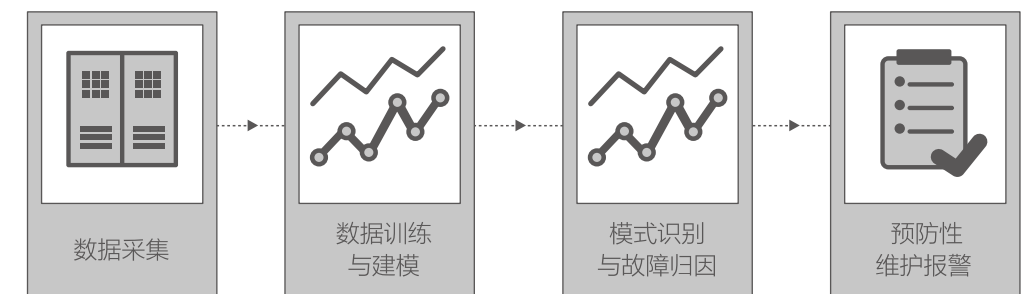 数据采集
数据训练
与建模
模式识别
与故障归因
预防性
维护报警